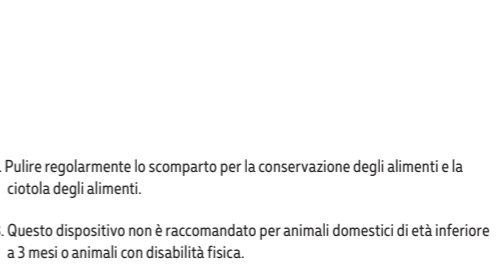 . Pulire regolarmente lo scomparto per la conservazione degli alimenti e la
ciotola degli alimenti.
. Questo dispositivo non è raccomandato per animali domestici di età inferiore
a 3 mesi o animali con disabilità fisica.